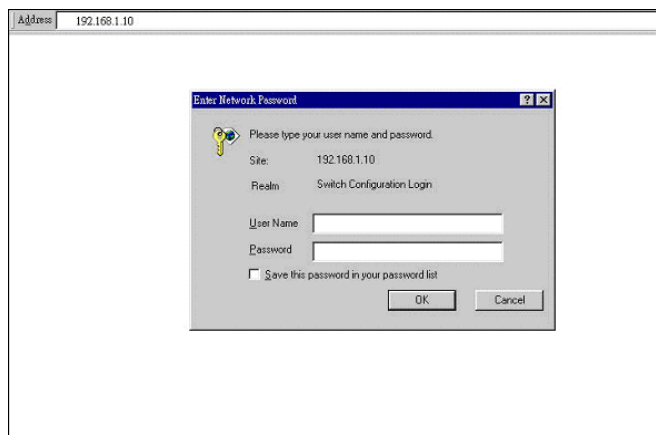 Address 192.168.1.10
Enter Network Password
Please type your user name and password.
Site: 192.168.1.10
Realm Switch Configuration Login
User Name
Password
Save this password in your password list
OK Cancel